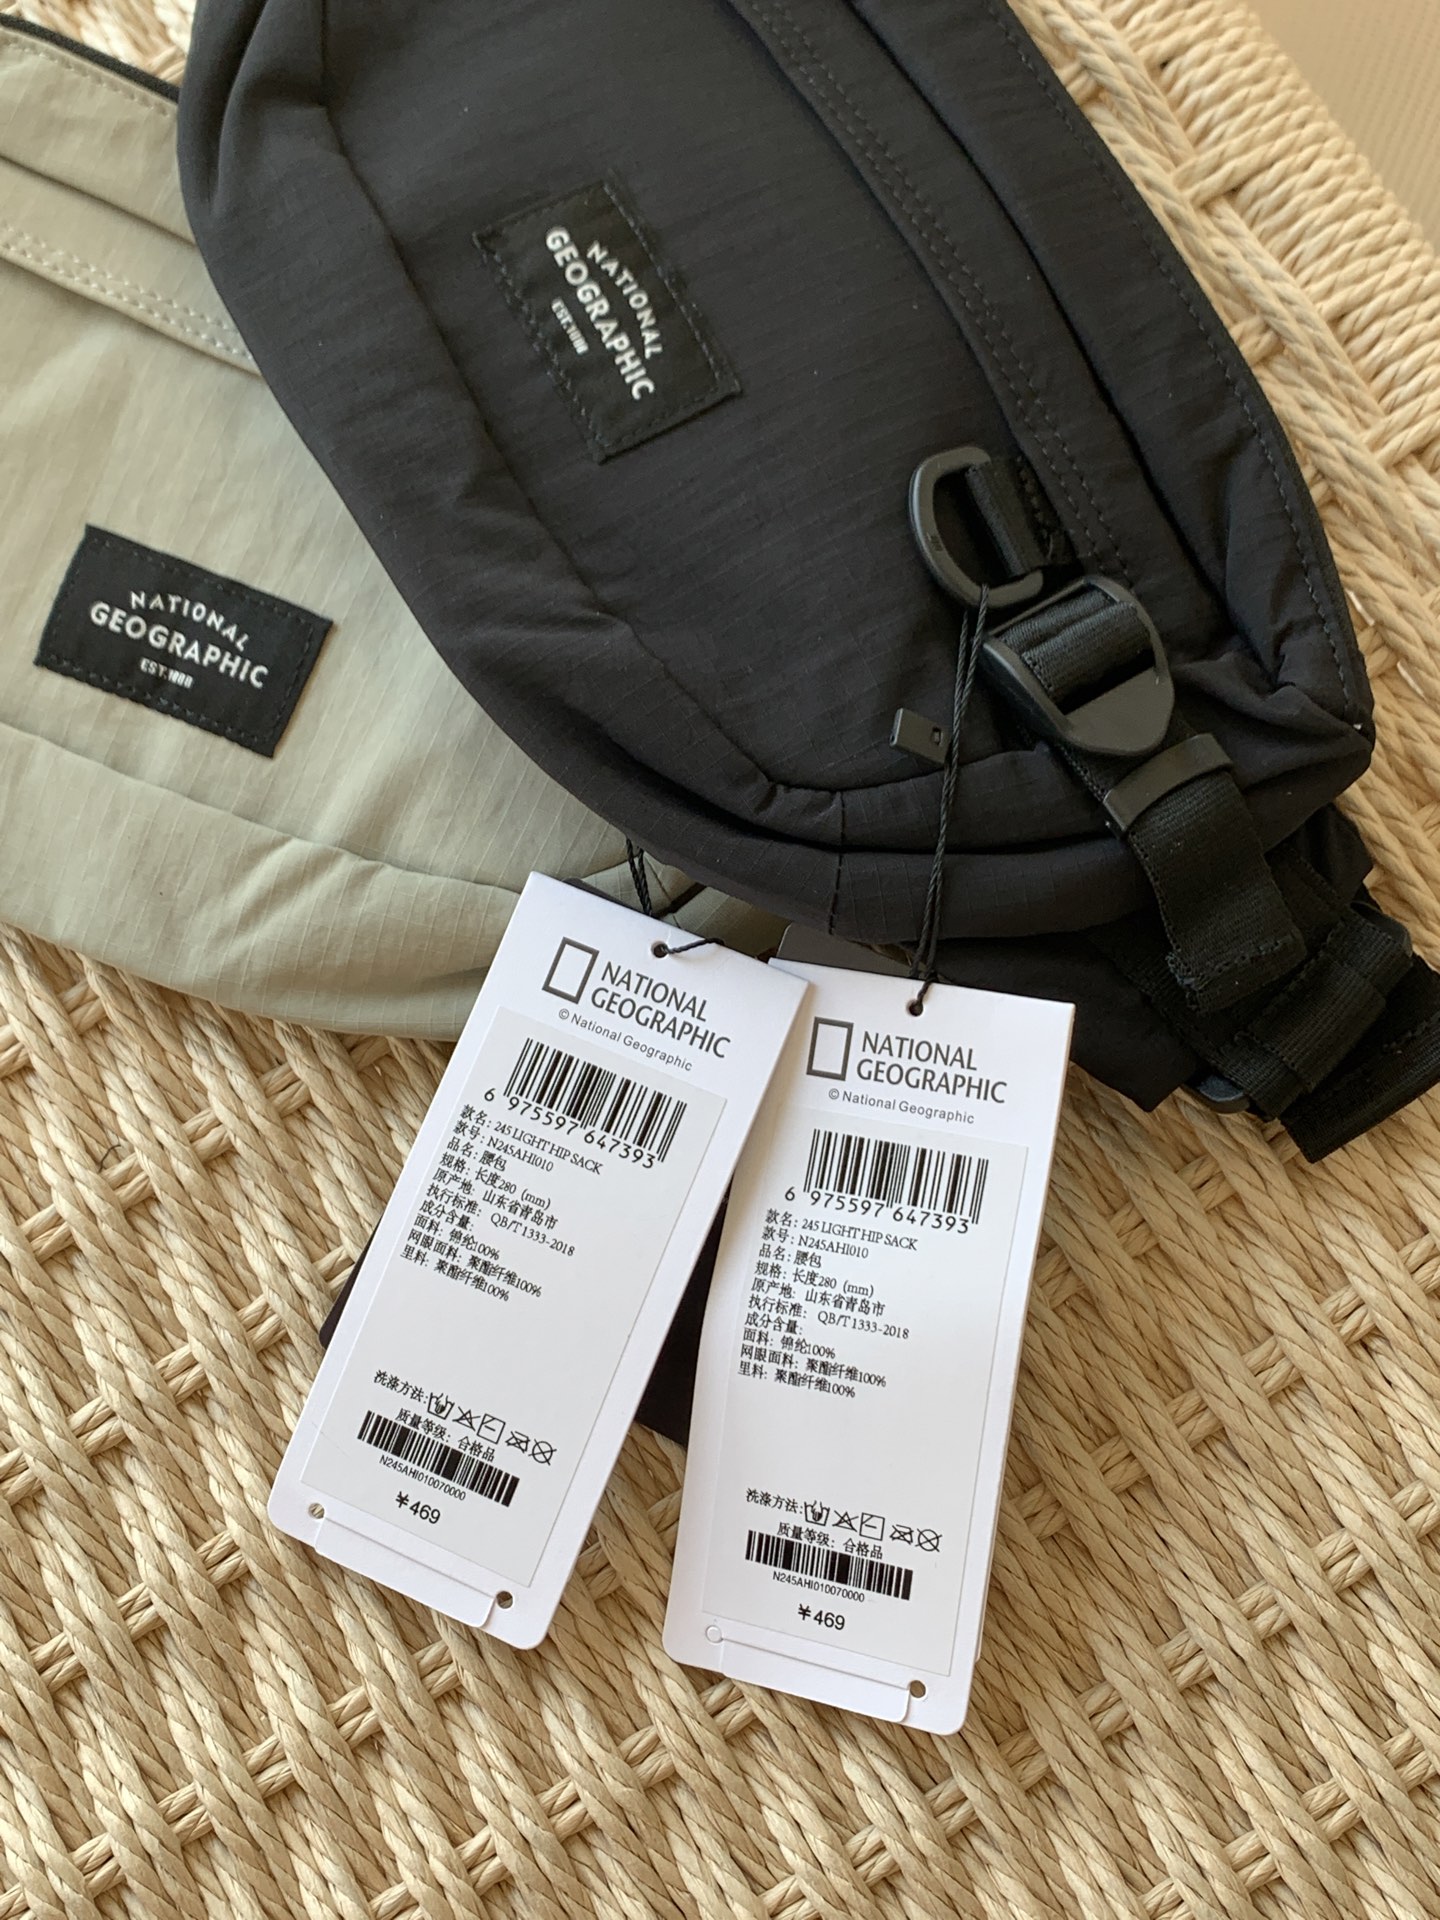 NATIONAL
GEOGRAPHIC
EST.1888
NATIONAL
GEOGRAPHIC
EST.1888
NATIONAL
GEOGRAPHIC
© National Geographic
6 975597 647393
款名: 245 LIGHT HIP SACK
款号: N245AHI010
品名: 腰包
规格: 长度280 (mm)
原产地: 山东省青岛市
执行标准: QB/T 1333-2018
成分含量:
面料: 锦纶100%
网眼面料: 聚酯纤维100%
里料: 聚酯纤维100%
洗涤方法:
质量等级: 合格品
N245AHI010070000
¥469
NATIONAL
GEOGRAPHIC
© National Geographic
6 975597 647393
款名: 245 LIGHT HIP SACK
款号: N245AHI010
品名: 腰包
规格: 长度280 (mm)
原产地: 山东省青岛市
执行标准: QB/T 1333-2018
成分含量:
面料: 锦纶100%
网眼面料: 聚酯纤维100%
里料: 聚酯纤维100%
洗涤方法:
质量等级: 合格品
N245AHI010070000
¥469